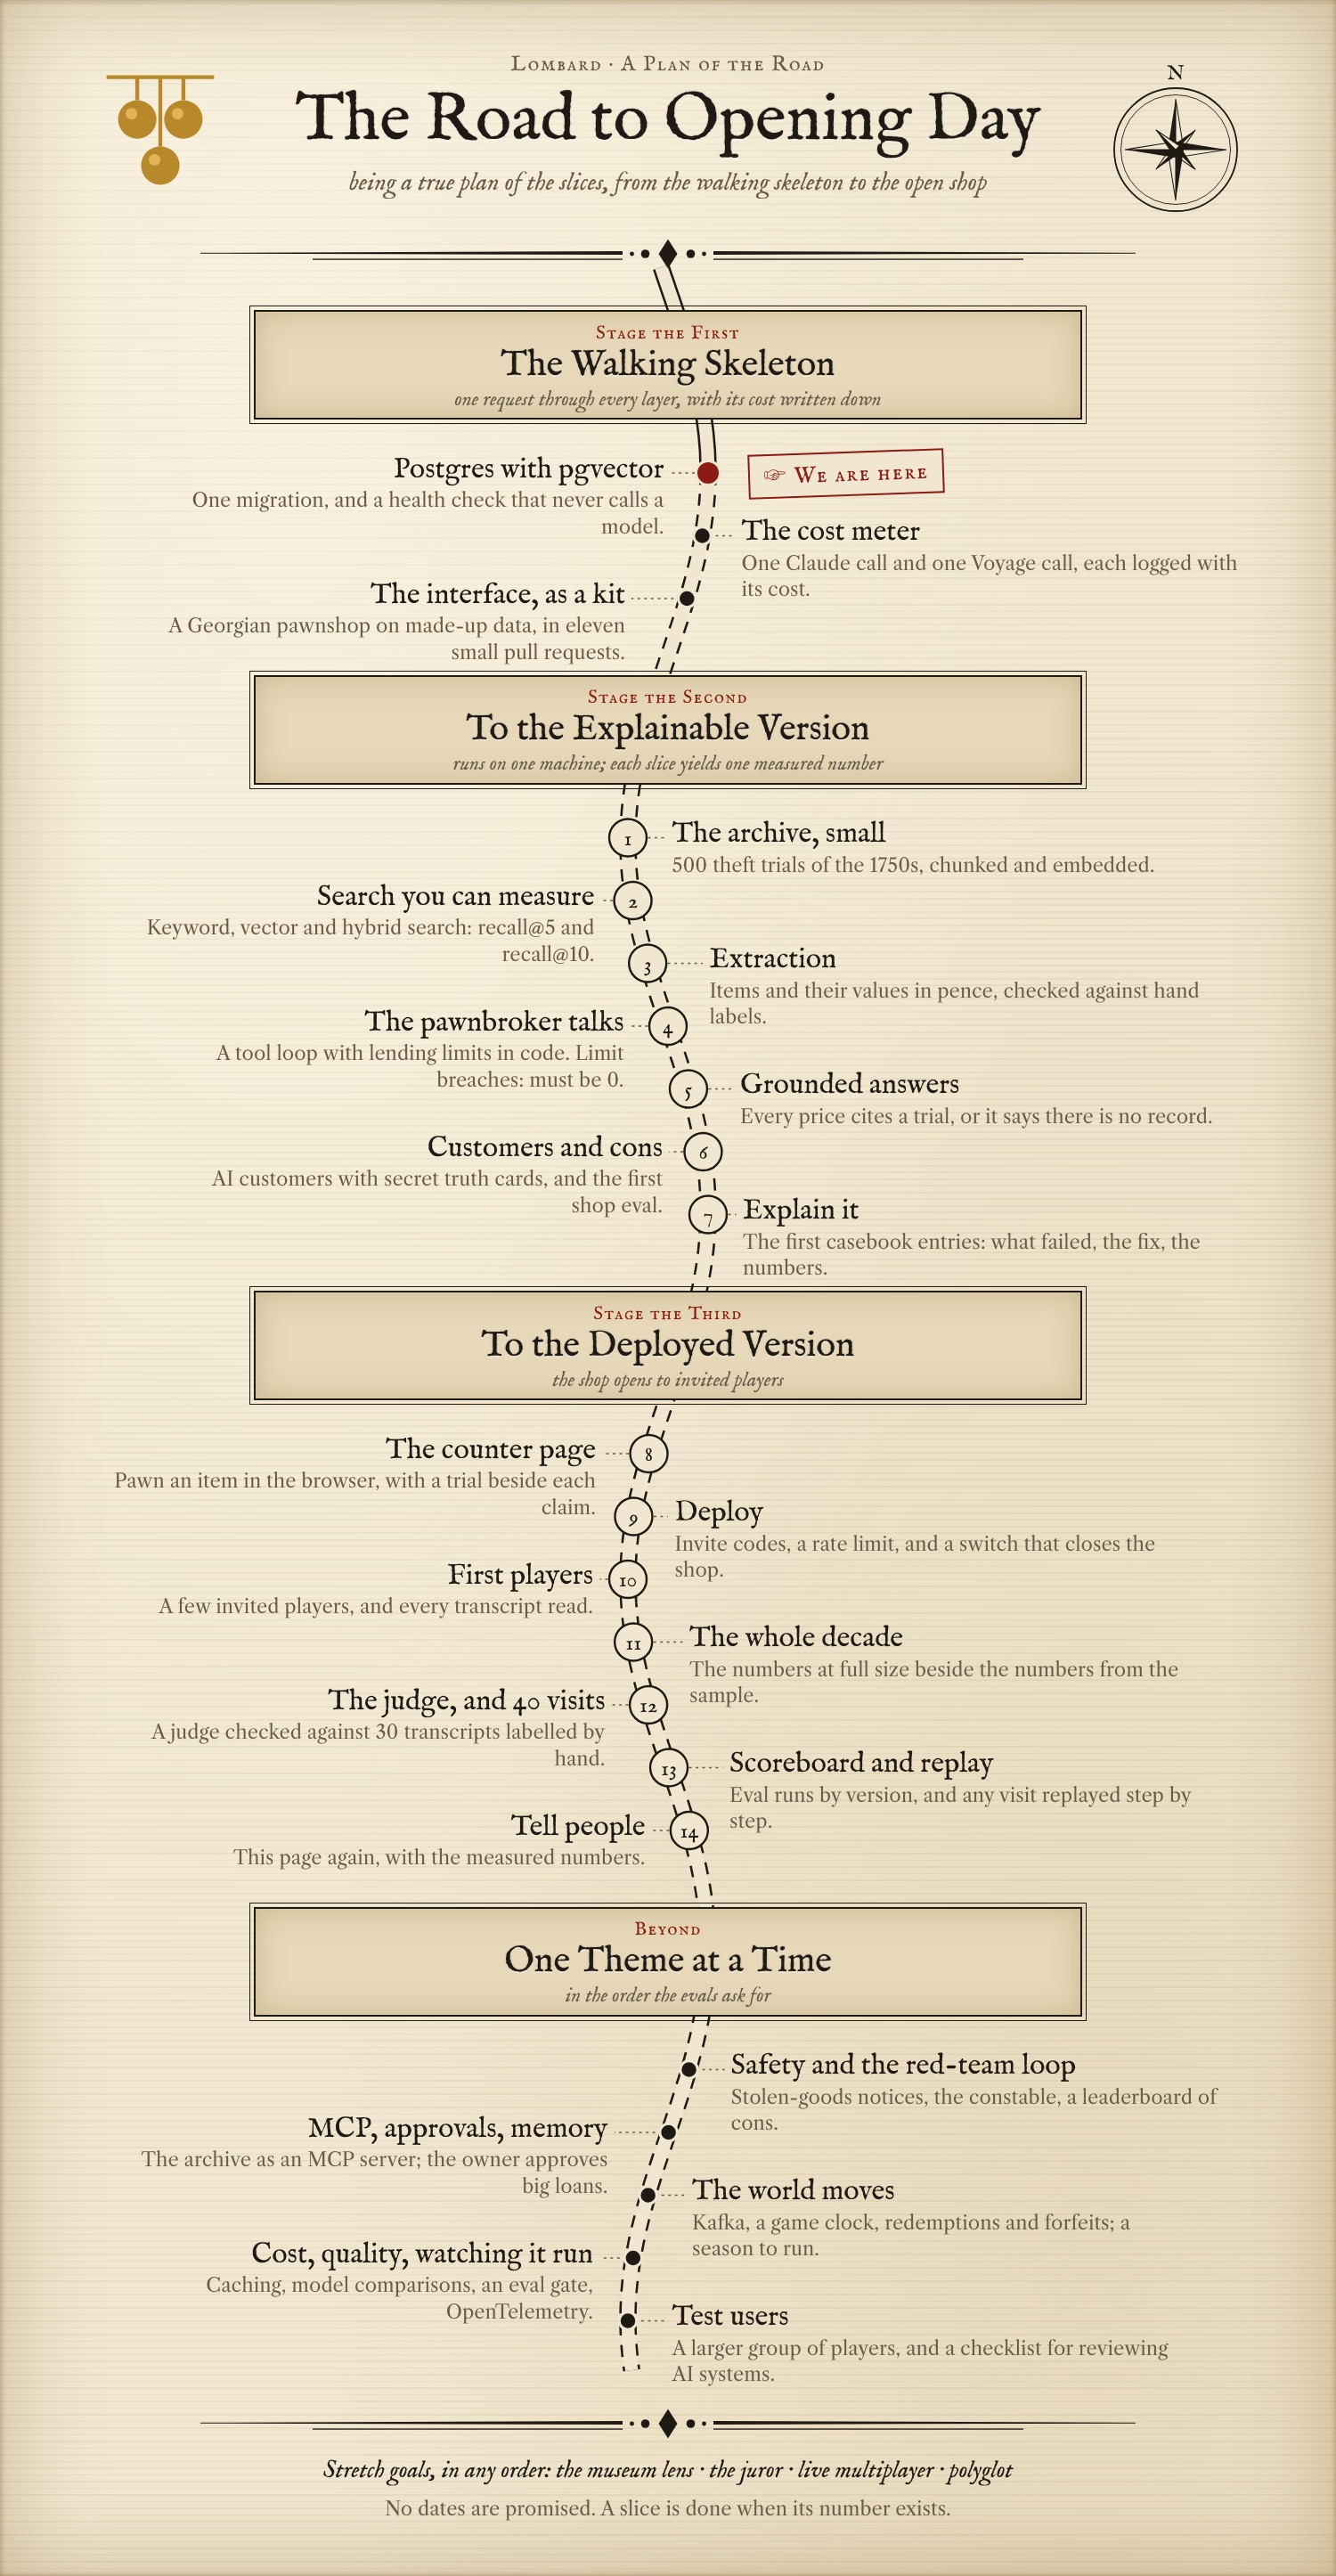 Lombard · A Plan of the Road
N
The Road to Opening Day
being a true plan of the slices, from the walking skeleton to the open shop
Stage the First
The Walking Skeleton
one request through every layer, with its cost written down
Postgres with pgvector
One migration, and a health check that never calls a
model.
☞ We are here
The cost meter
One Claude call and one Voyage call, each logged with
its cost.
The interface, as a kit
A Georgian pawnshop on made-up data, in eleven
small pull requests.
Stage the Second
To the Explainable Version
runs on one machine; each slice yields one measured number
1
The archive, small
500 theft trials of the 1750s, chunked and embedded.
Search you can measure
2
Keyword, vector and hybrid search: recall@5 and
recall@10.
3
Extraction
Items and their values in pence, checked against hand
labels.
The pawnbroker talks
4
A tool loop with lending limits in code. Limit
breaches: must be 0.
5
Grounded answers
Every price cites a trial, or it says there is no record.
Customers and cons
6
AI customers with secret truth cards, and the first
shop eval.
7
Explain it
The first casebook entries: what failed, the fix, the
numbers.
Stage the Third
To the Deployed Version
the shop opens to invited players
The counter page
8
Pawn an item in the browser, with a trial beside each
claim.
9
Deploy
Invite codes, a rate limit, and a switch that closes the
shop.
First players
10
A few invited players, and every transcript read.
11
The whole decade
The numbers at full size beside the numbers from the
sample.
The judge, and 40 visits
12
A judge checked against 30 transcripts labelled by
hand.
13
Scoreboard and replay
Eval runs by version, and any visit replayed step by
step.
Tell people
14
This page again, with the measured numbers.
Beyond
One Theme at a Time
in the order the evals ask for
Safety and the red-team loop
Stolen-goods notices, the constable, a leaderboard of
cons.
MCP, approvals, memory
The archive as an MCP server; the owner approves
big loans.
The world moves
Kafka, a game clock, redemptions and forfeits; a
season to run.
Cost, quality, watching it run
Caching, model comparisons, an eval gate,
OpenTelemetry.
Test users
A larger group of players, and a checklist for reviewing
AI systems.
Stretch goals, in any order: the museum lens · the juror · live multiplayer · polyglot
No dates are promised. A slice is done when its number exists.